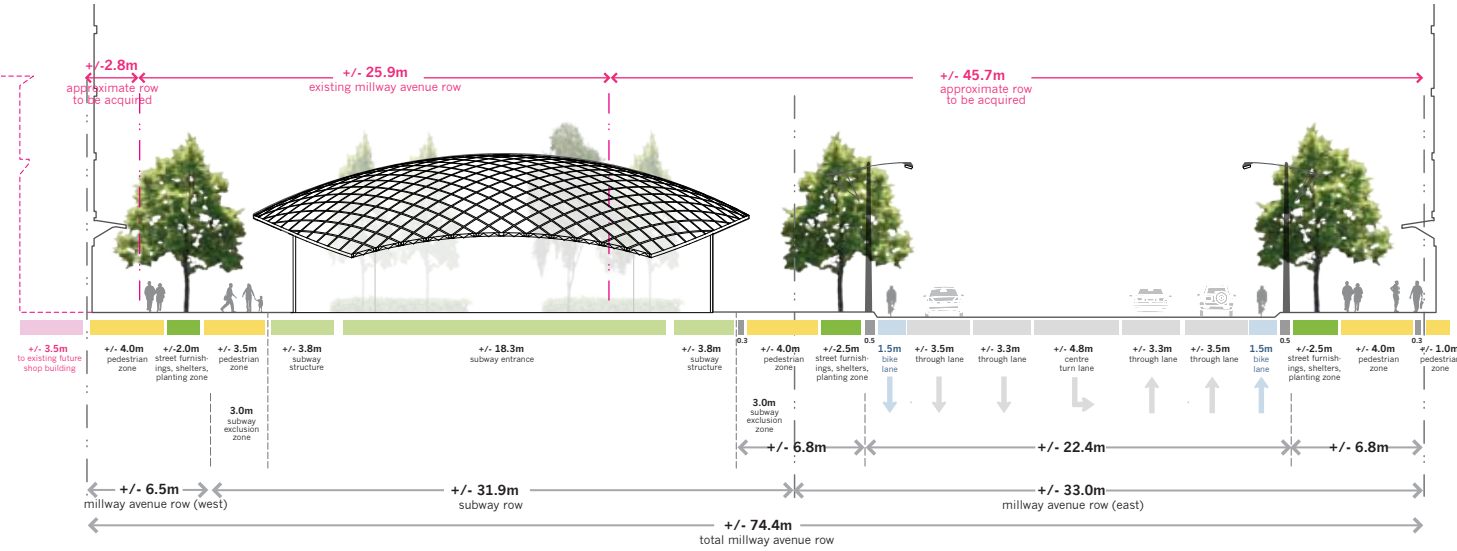 +/-2.8m
approximate row
to be acquired
+/- 25.9m
existing millway avenue row
+/- 45.7m
approximate row
to be acquired
0.3
0.5
0.5
0.3
+/- 3.5m
to existing future
shop building
+/- 4.0m
pedestrian
zone
+/-2.0m
street furnish-
ings, shelters,
planting zone
+/- 3.5m
pedestrian
zone
+/- 3.8m
subway
structure
+/- 18.3m
subway entrance
+/- 3.8m
subway
structure
+/- 4.0m
pedestrian
zone
+/-2.5m
street furnish-
ings, shelters,
planting zone
1.5m
bike
lane
+/- 3.5m
through lane
+/- 3.3m
through lane
+/- 4.8m
centre
turn lane
+/- 3.3m
through lane
+/- 3.5m
through lane
1.5m
bike
lane
+/-2.5m
street furnish-
ings, shelters,
planting zone
+/- 4.0m
pedestrian
zone
+/- 1.0m
pedestrian
zone
3.0m
subway
exclusion
zone
3.0m
subway
exclusion
zone
+/- 6.8m
+/- 22.4m
+/- 6.8m
+/- 6.5m
millway avenue row (west)
+/- 31.9m
subway row
+/- 33.0m
millway avenue row (east)
+/- 74.4m
total millway avenue row